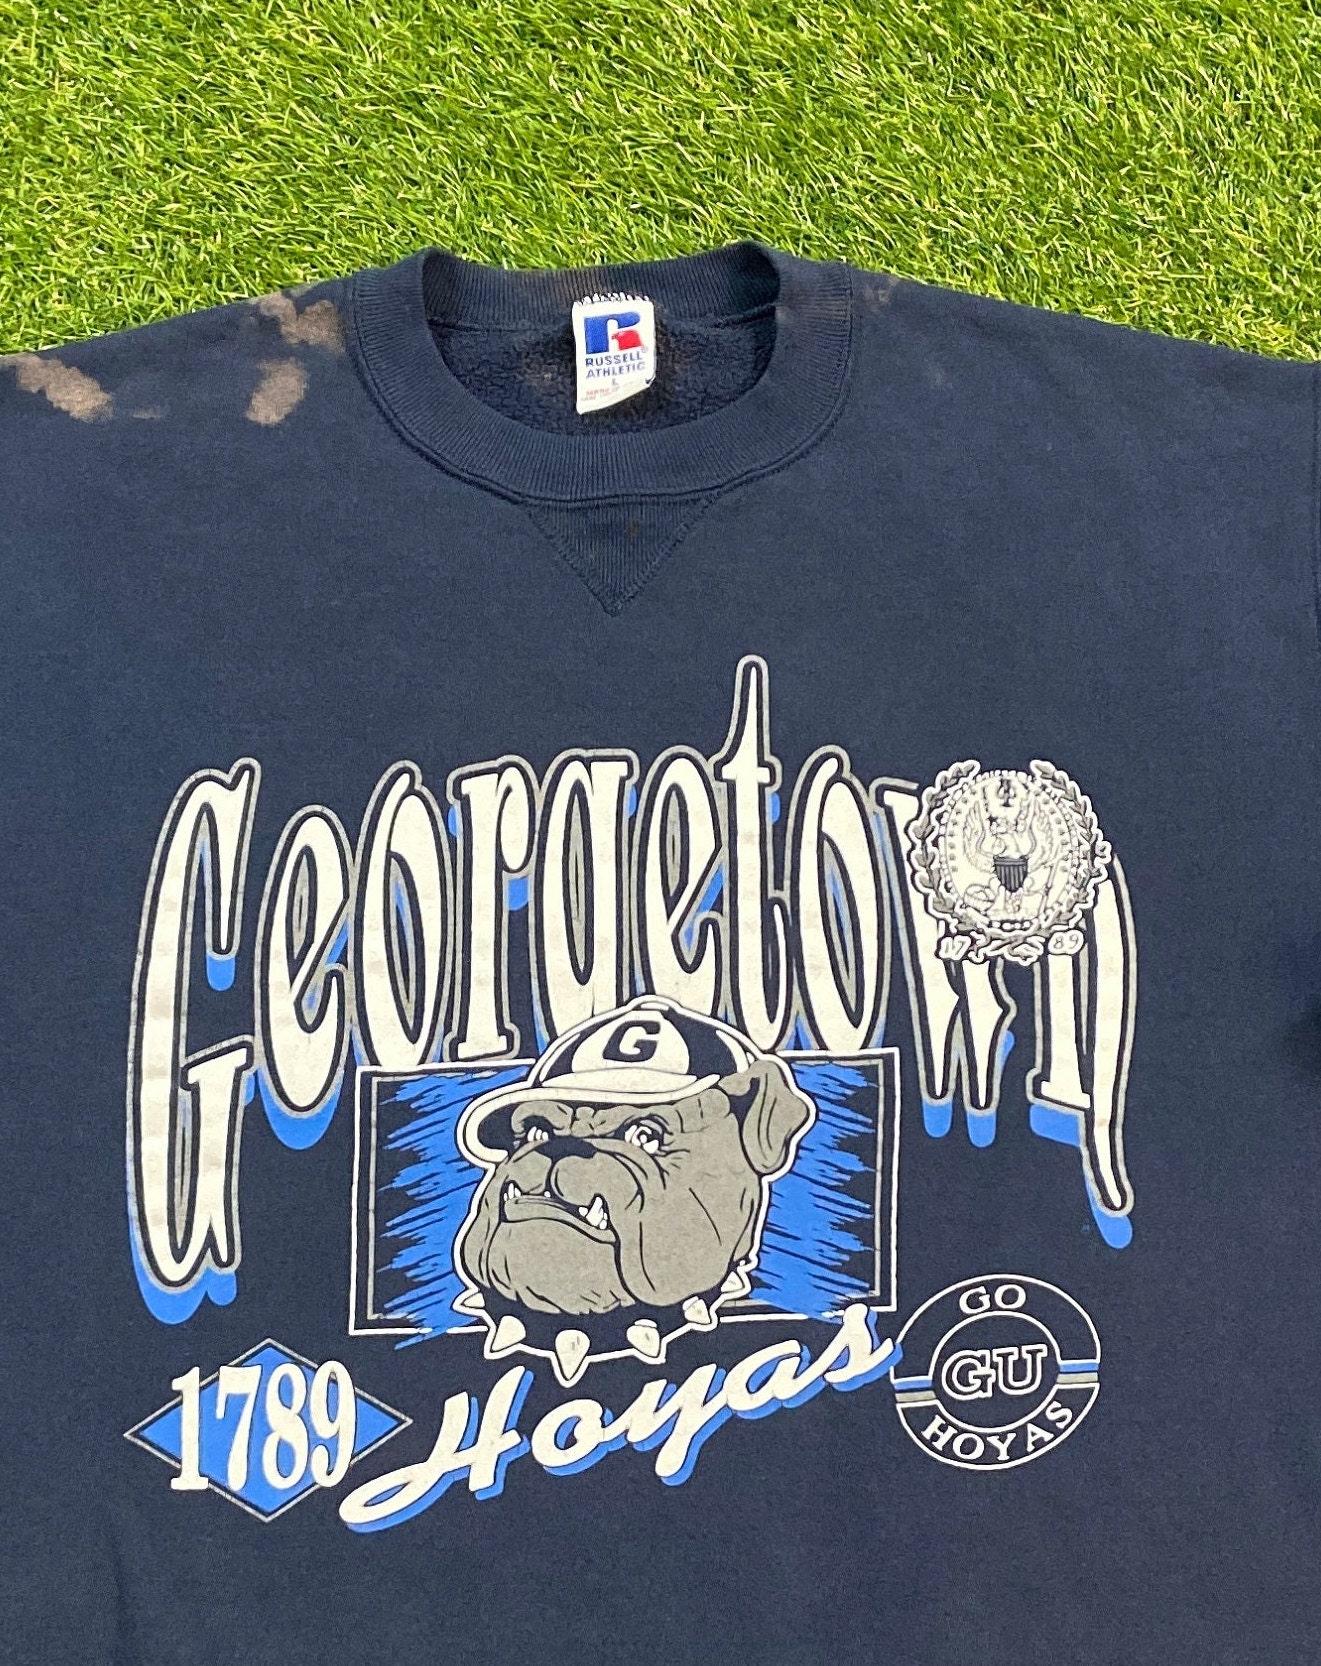 RUSSELL
ATHLETIC
L
Georgetown
17 89
G
1789
Hoyas
GO
GU
HOYAS